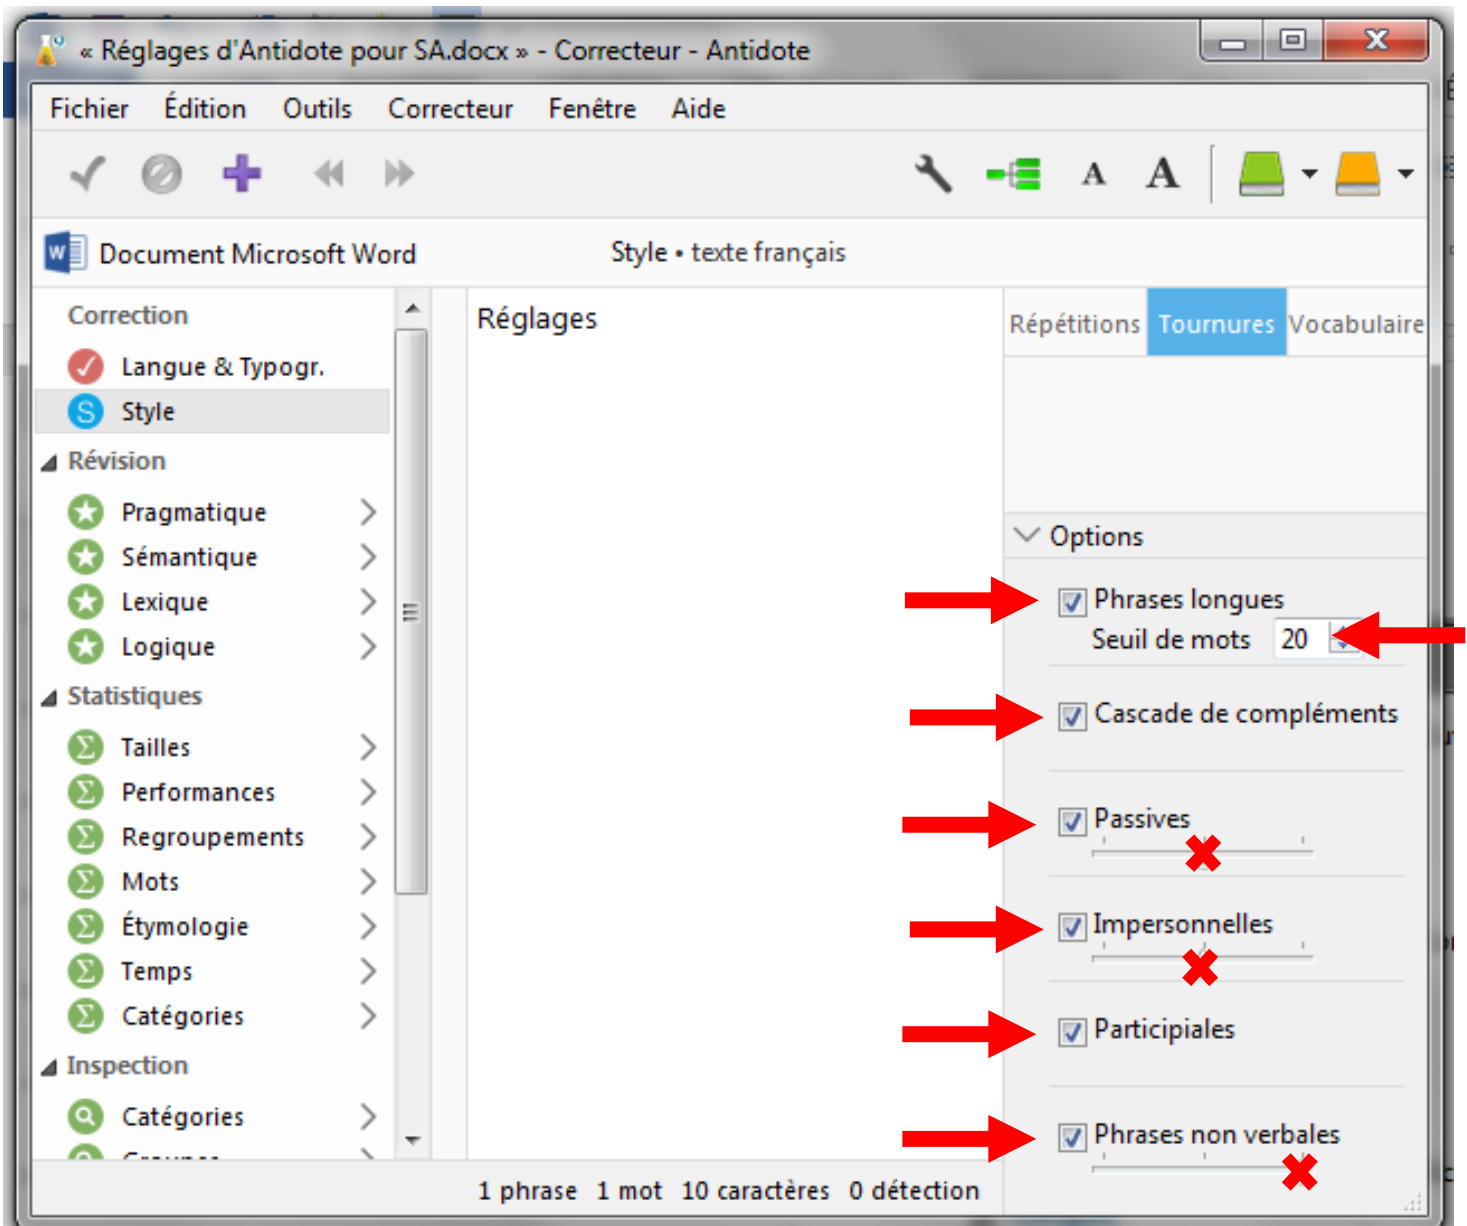 « Réglages d'Antidote pour SA.docx » - Correcteur - Antidote
Fichier Édition Outils Correcteur Fenêtre Aide
A A
Document Microsoft Word
Style • texte français
Correction
Langue & Typogr.
S Style
Révision
Pragmatique
Sémantique
Lexique
Logique
Statistiques
Σ Tailles
Σ Performances
Σ Regroupements
Σ Mots
Σ Étymologie
Σ Temps
Σ Catégories
Inspection
Catégories
Réglages
Répétitions Tournures Vocabulaire
Options
Phrases longues
Seuil de mots 20
Cascade de compléments
Passives
Impersonnelles
Participiales
Phrases non verbales
1 phrase 1 mot 10 caractères 0 détection